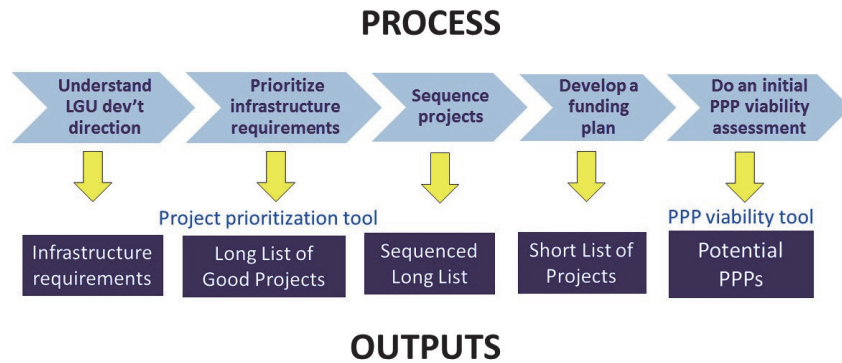 PROCESS
Understand
LGU dev't
direction
Prioritize
infrastructure
requirements
Sequence
projects
Develop a
funding
plan
Do an initial
PPP viability
assessment
Project prioritization tool
PPP viability tool
Infrastructure
requirements
Long List of
Good Projects
Sequenced
Long List
Short List of
Projects
Potential
PPPs
OUTPUTS